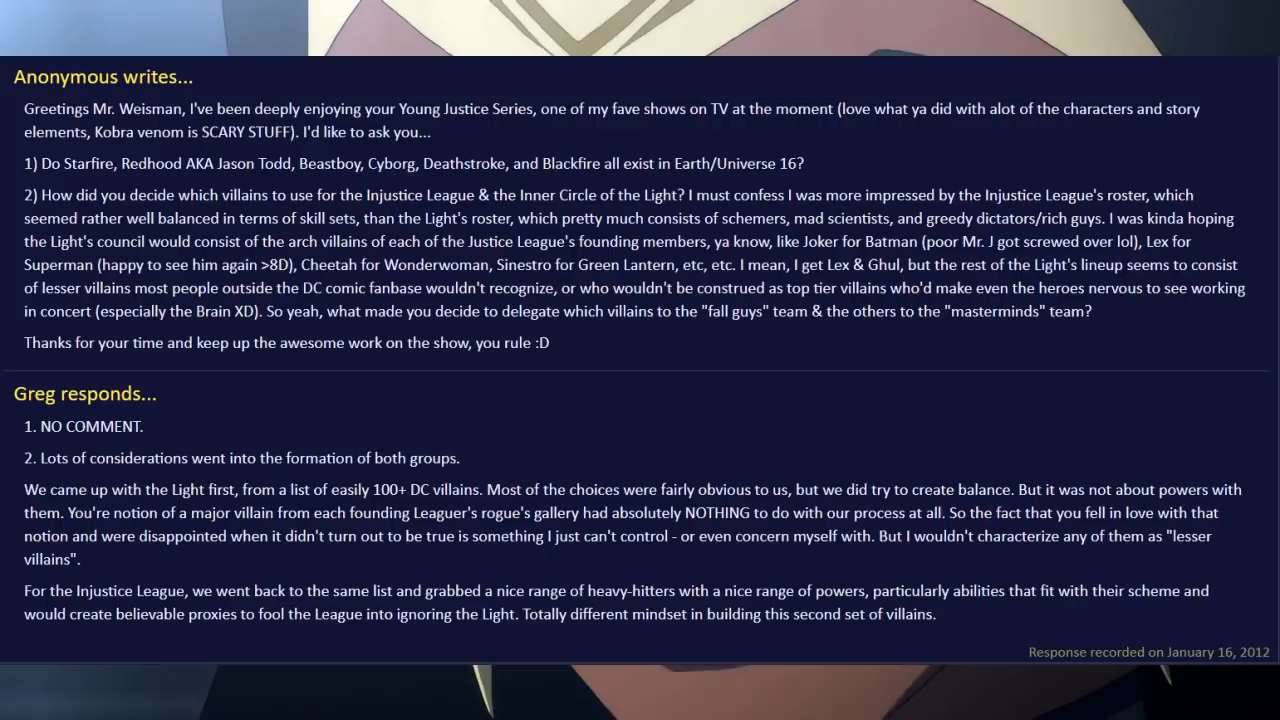 Anonymous writes...
Greetings Mr. Weisman, I've been deeply enjoying your Young Justice Series, one of my fave shows on TV at the moment (love what ya did with alot of the characters and story
elements, Kobra venom is SCARY STUFF). I'd like to ask you...
1) Do Starfire, Redhood AKA Jason Todd, Beastboy, Cyborg, Deathstroke, and Blackfire all exist in Earth/Universe 16?
2) How did you decide which villains to use for the Injustice League & the Inner Circle of the Light? I must confess I was more impressed by the Injustice League's roster, which
seemed rather well balanced in terms of skill sets, than the Light's roster, which pretty much consists of schemers, mad scientists, and greedy dictators/rich guys. I was kinda hoping
the Light's council would consist of the arch villains of each of the Justice League's founding members, ya know, like Joker for Batman (poor Mr. J got screwed over lol), Lex for
Superman (happy to see him again >8D), Cheetah for Wonderwoman, Sinestro for Green Lantern, etc, etc. I mean, I get Lex & Ghul, but the rest of the Light's lineup seems to consist
of lesser villains most people outside the DC comic fanbase wouldn't recognize, or who wouldn't be construed as top tier villains who'd make even the heroes nervous to see working
in concert (especially the Brain XD). So yeah, what made you decide to delegate which villains to the "fall guys" team & the others to the "masterminds" team?
Thanks for your time and keep up the awesome work on the show, you rule :D
Greg responds...
1. NO COMMENT.
2. Lots of considerations went into the formation of both groups.
We came up with the Light first, from a list of easily 100+ DC villains. Most of the choices were fairly obvious to us, but we did try to create balance. But it was not about powers with
them. You're notion of a major villain from each founding Leaguer's rogue's gallery had absolutely NOTHING to do with our process at all. So the fact that you fell in love with that
notion and were disappointed when it didn't turn out to be true is something I just can't control - or even concern myself with. But I wouldn't characterize any of them as "lesser
villains".
For the Injustice League, we went back to the same list and grabbed a nice range of heavy-hitters with a nice range of powers, particularly abilities that fit with their scheme and
would create believable proxies to fool the League into ignoring the Light. Totally different mindset in building this second set of villains.
Response recorded on January 16, 2012